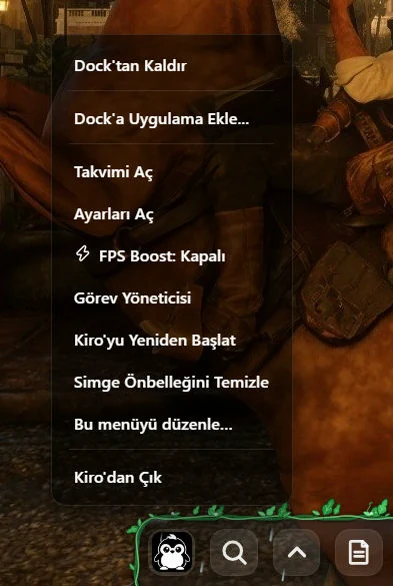 Dock'tan Kaldır
Dock'a Uygulama Ekle...
Takvimi Aç
Ayarları Aç
FPS Boost: Kapalı
Görev Yöneticisi
Kiro'yu Yeniden Başlat
Simge Önbelleğini Temizle
Bu menüyü düzenle...
Kiro'dan Çık